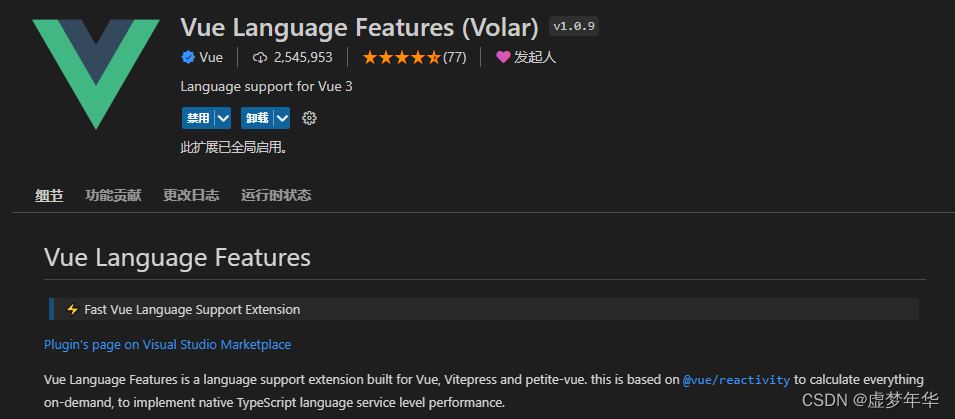 Vue Language Features (Volar) v1.0.9
Vue 2,545,953 (77) 发起人
Language support for Vue 3
禁用 卸载
此扩展已全局启用。
细节 功能贡献 更改日志 运行时状态
Vue Language Features
⚡ Fast Vue Language Support Extension
Plugin's page on Visual Studio Marketplace
Vue Language Features is a language support extension built for Vue, Vitepress and petite-vue. this is based on @vue/reactivity to calculate everything
on-demand, to implement native TypeScript language service level performance.
CSDN @虚梦年华